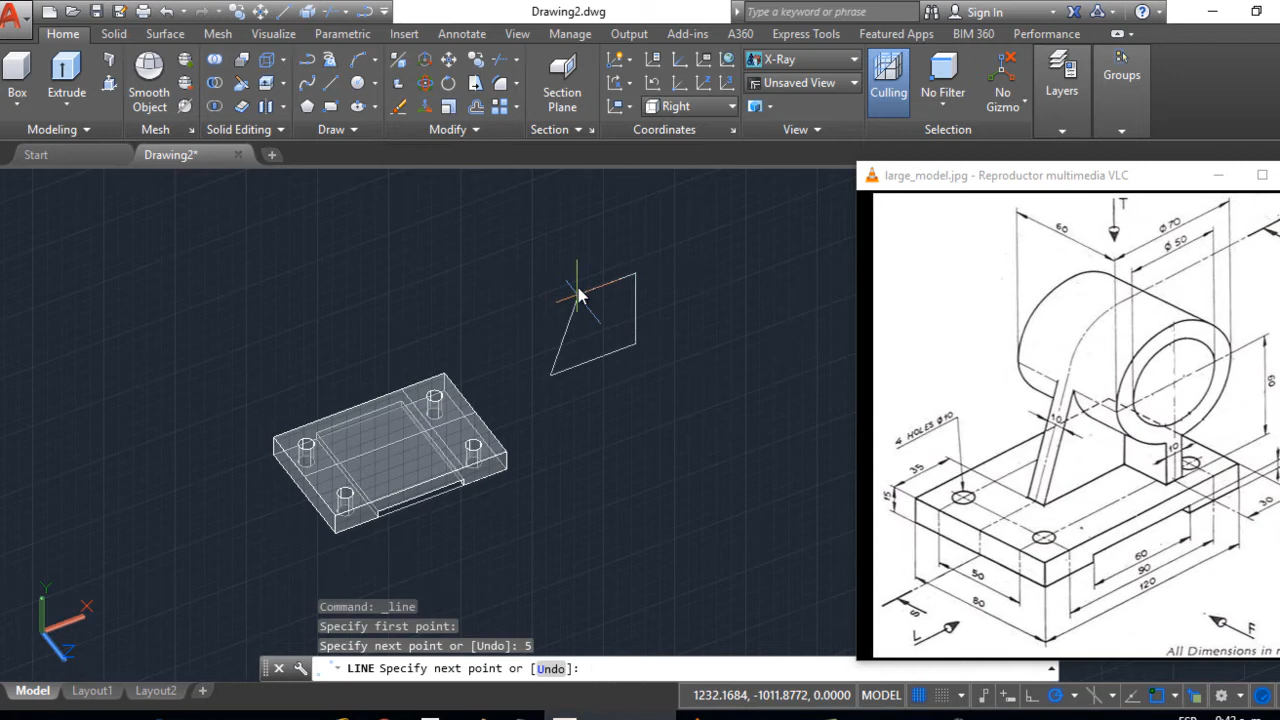 Drawing2.dwg
Type a keyword or phrase
Sign In
Home Solid Surface Mesh Visualize Parametric Insert Annotate View Manage Output Add-ins A360 Express Tools Featured Apps BIM 360 Performance
Box
Extrude
Smooth
Object
Section
Plane
X-Ray
Unsaved View
Right
Culling
No Filter
No
Gizmo
Layers
Groups
Modeling Mesh Solid Editing Draw Modify Section Coordinates View Selection
Start
Drawing2*
large_model.jpg - Reproductor multimedia VLC
T
60
Ø 70
Ø 50
10
4 HOLES Ø10
35
15
10
60
30
50
80
60
90
120
S
L
F
All Dimensions in
Y
X
Z
Command: _line
Specify first point:
Specify next point or [Undo]: 5
LINE Specify next point or [Undo]:
Model Layout1 Layout2
1232.1684, -1011.8772, 0.0000 MODEL